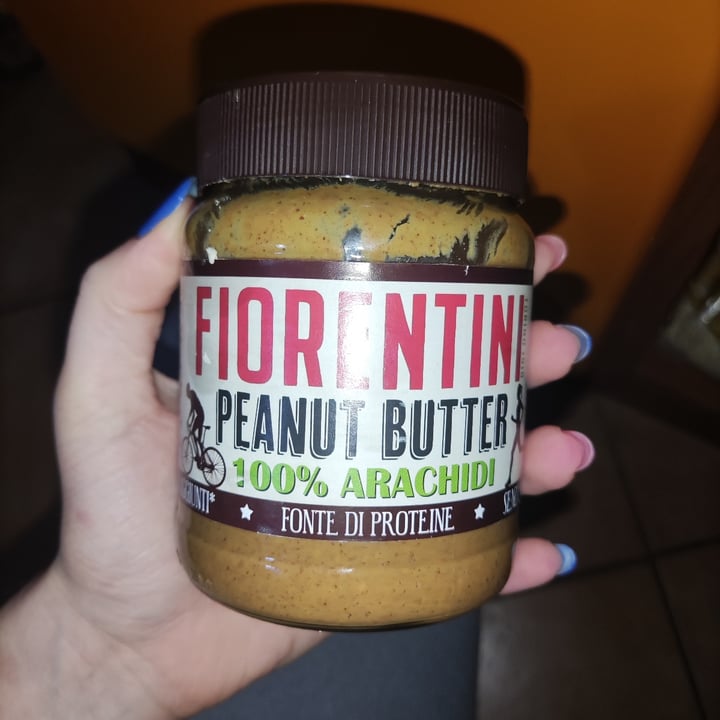 FIORENTINI
PEANUT BUTTER
100% ARACHIDI
FONTE DI PROTEINE